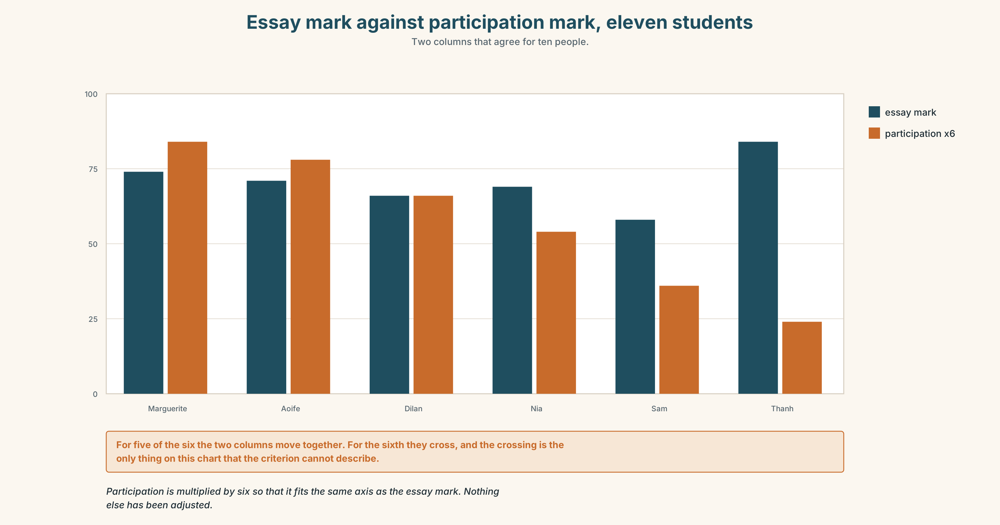 Essay mark against participation mark, eleven students
Two columns that agree for ten people.
100
75
50
25
0
essay mark
participation x6
Marguerite
Aoife
Dilan
Nia
Sam
Thanh
For five of the six the two columns move together. For the sixth they cross, and the crossing is the
only thing on this chart that the criterion cannot describe.
Participation is multiplied by six so that it fits the same axis as the essay mark. Nothing
else has been adjusted.